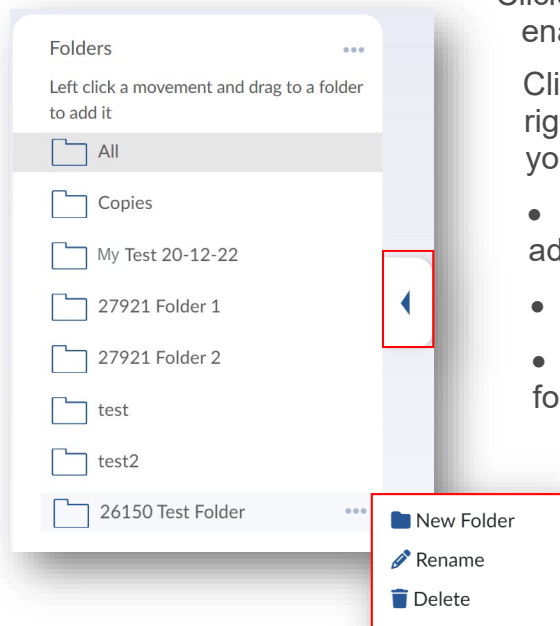 Folders
Left click a movement and drag to a folder
to add it
All
Copies
My Test 20-12-22
27921 Folder 1
27921 Folder 2
test
test2
26150 Test Folder
New Folder
Rename
Delete